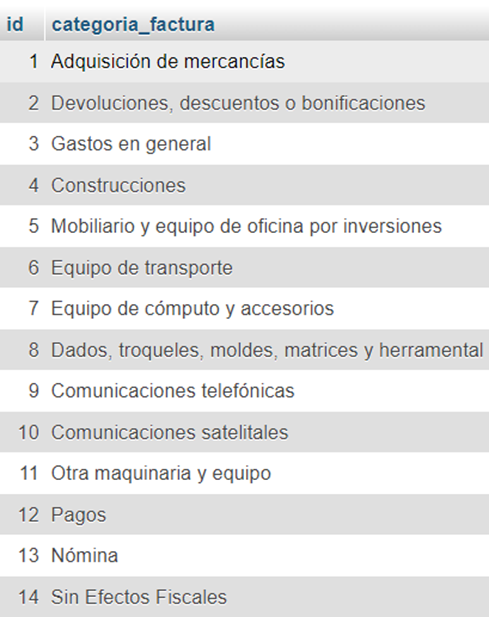 id categoria_factura
1 Adquisición de mercancías
2 Devoluciones, descuentos o bonificaciones
3 Gastos en general
4 Construcciones
5 Mobiliario y equipo de oficina por inversiones
6 Equipo de transporte
7 Equipo de cómputo y accesorios
8 Dados, troqueles, moldes, matrices y herramental
9 Comunicaciones telefónicas
10 Comunicaciones satelitales
11 Otra maquinaria y equipo
12 Pagos
13 Nómina
14 Sin Efectos Fiscales